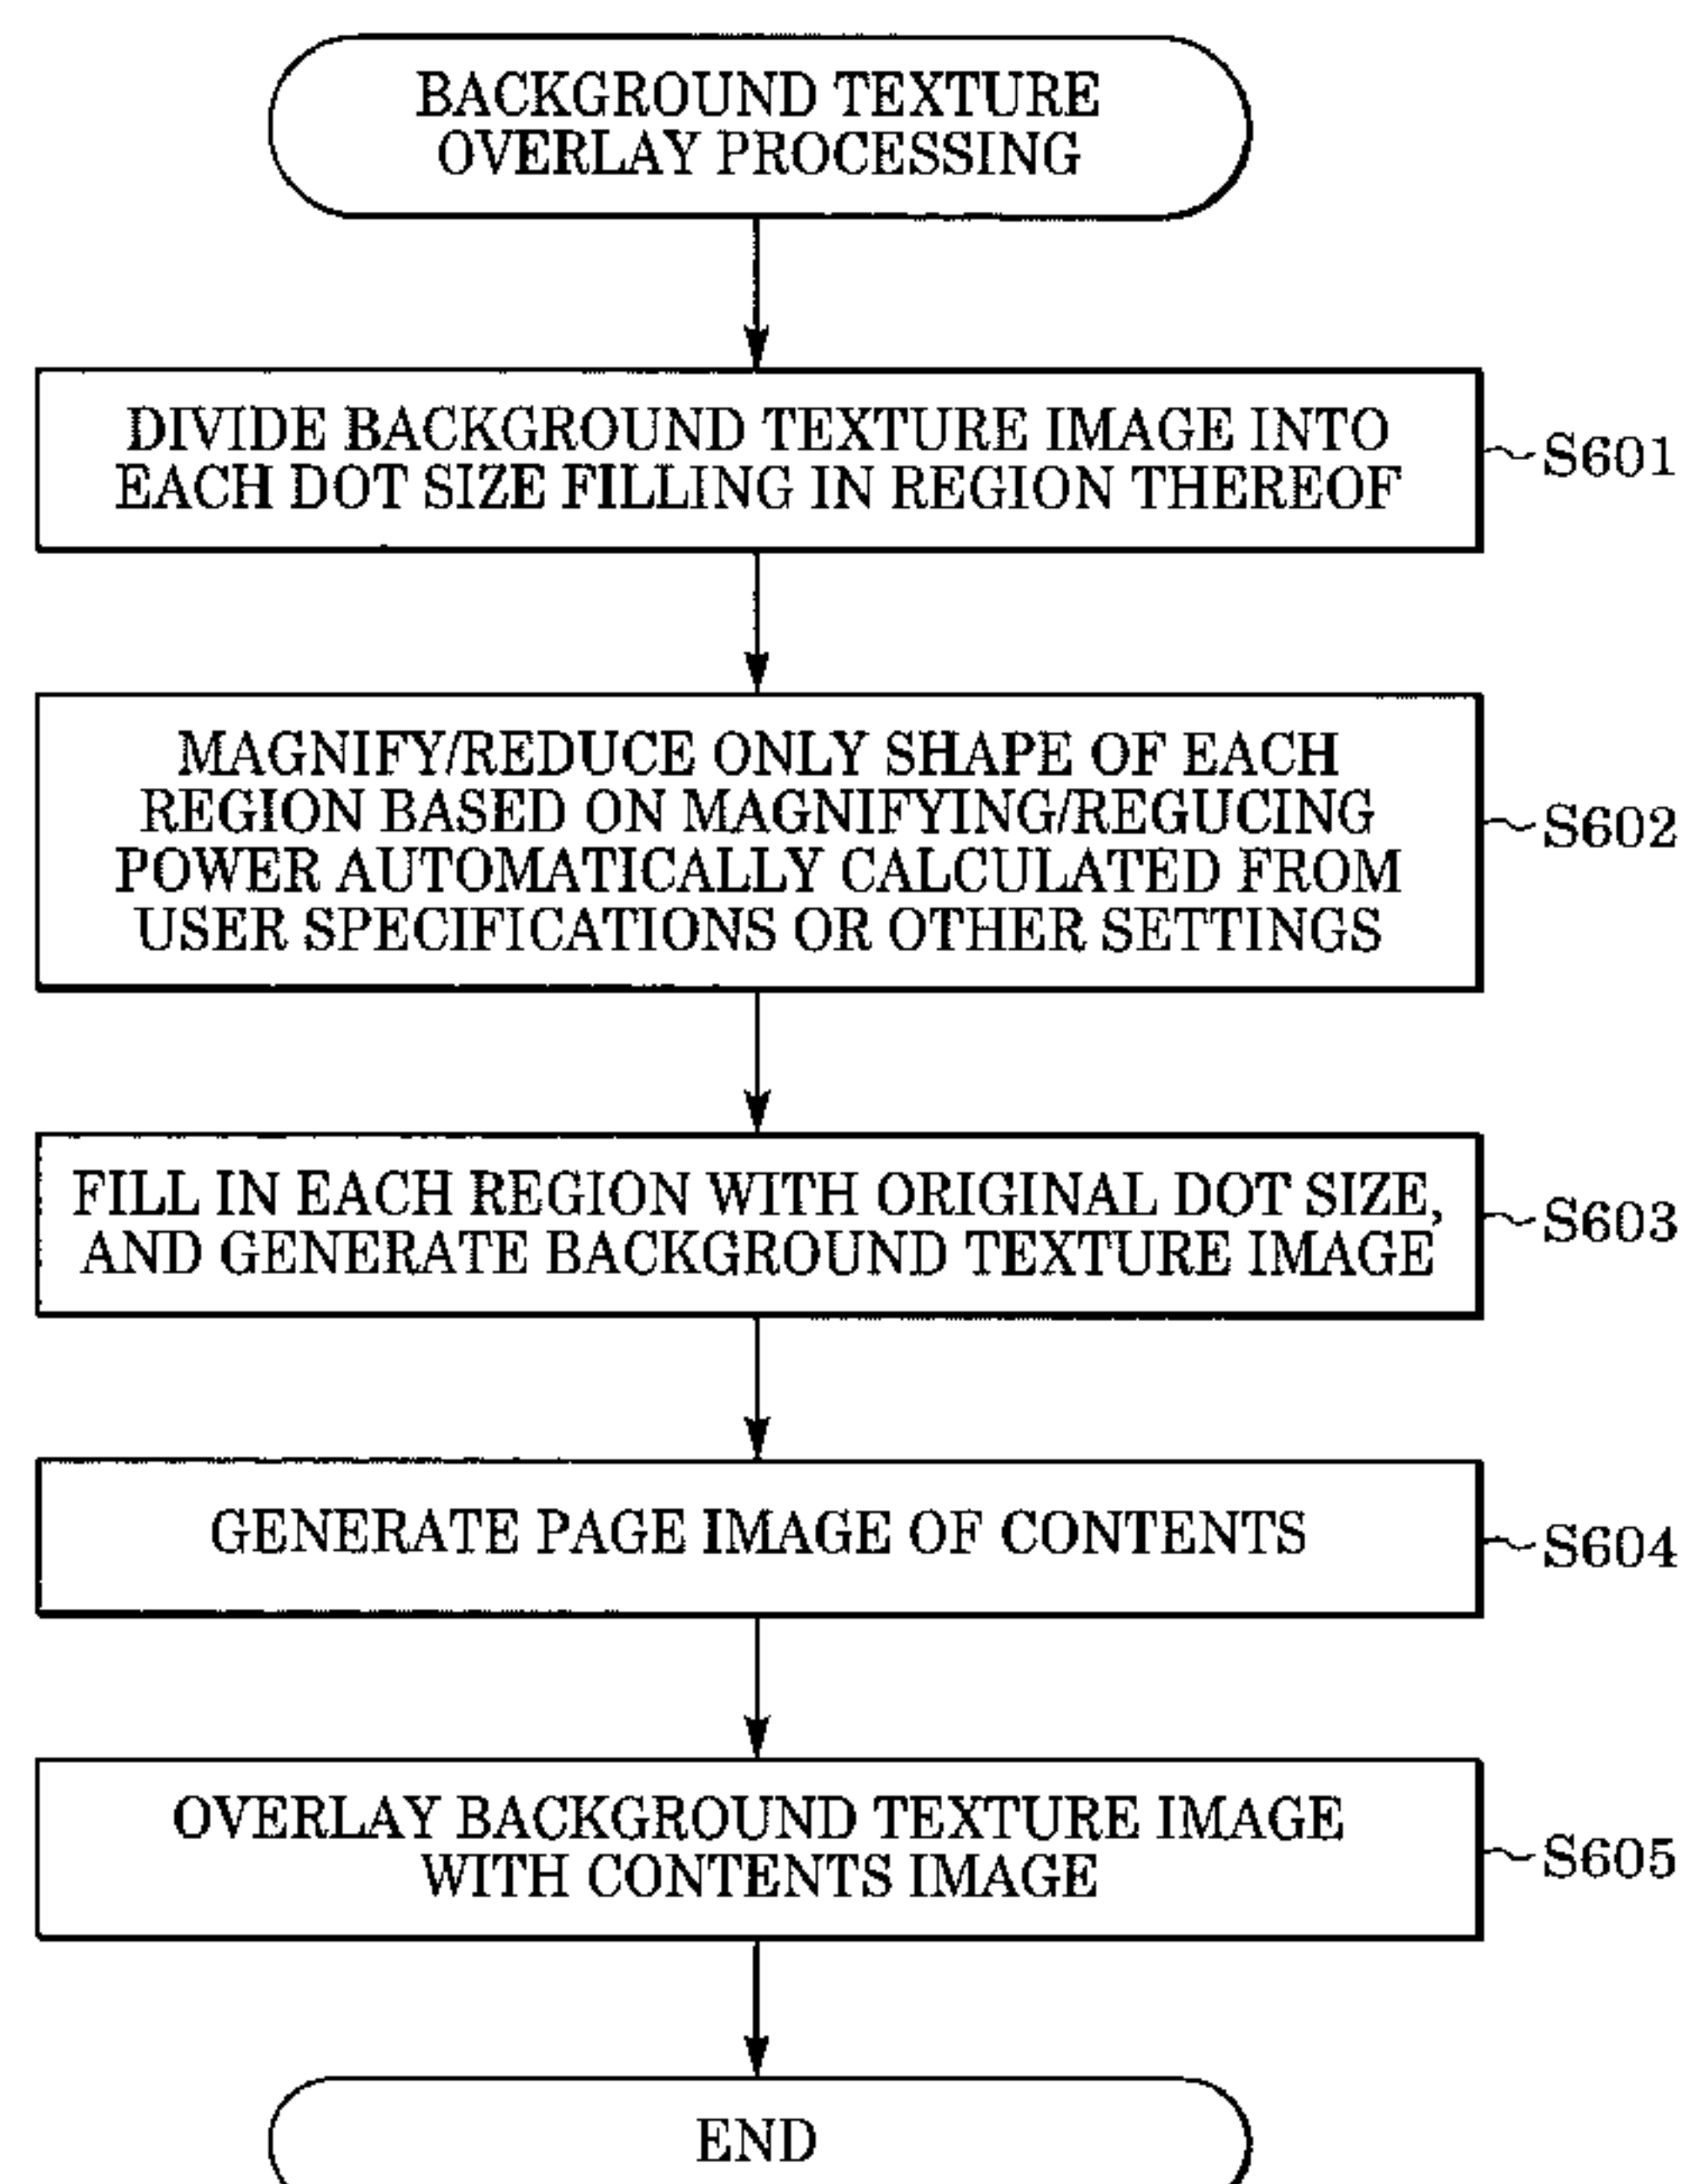 BACKGROUND TEXTURE
OVERLAY PROCESSING
DIVIDE BACKGROUND TEXTURE IMAGE INTO
EACH DOT SIZE FILLING IN REGION THEREOF
S601
MAGNIFY/REDUCE ONLY SHAPE OF EACH
REGION BASED ON MAGNIFYING/REGUCING
POWER AUTOMATICALLY CALCULATED FROM
USER SPECIFICATIONS OR OTHER SETTINGS
S602
FILL IN EACH REGION WITH ORIGINAL DOT SIZE,
AND GENERATE BACKGROUND TEXTURE IMAGE
S603
GENERATE PAGE IMAGE OF CONTENTS
S604
OVERLAY BACKGROUND TEXTURE IMAGE
WITH CONTENTS IMAGE
S605
END